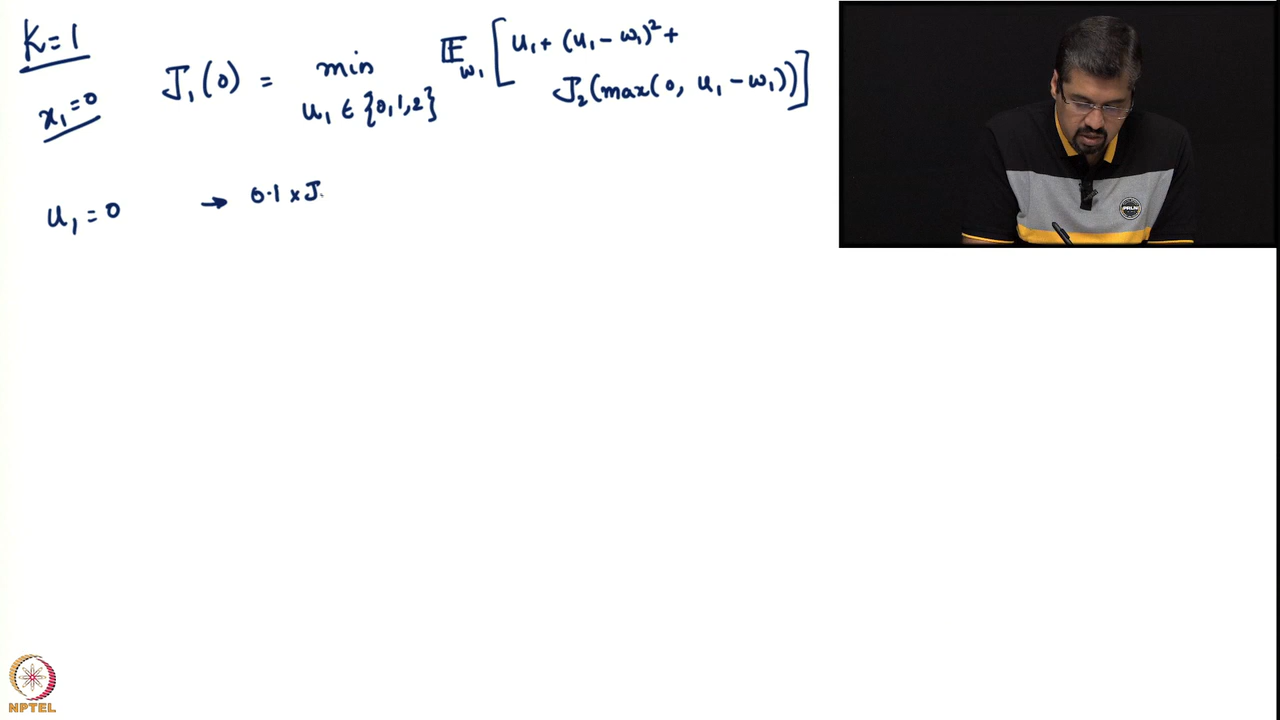 K=1
x₁=0
J₁(0) = min 𝔼_{w₁} [ u₁ + (u₁ - w₁)² +
u₁ ∈ {0,1,2} J₂(max(0, u₁ - w₁)) ]
u₁ = 0 → 0.1 × J
IPRUN
NPTEL